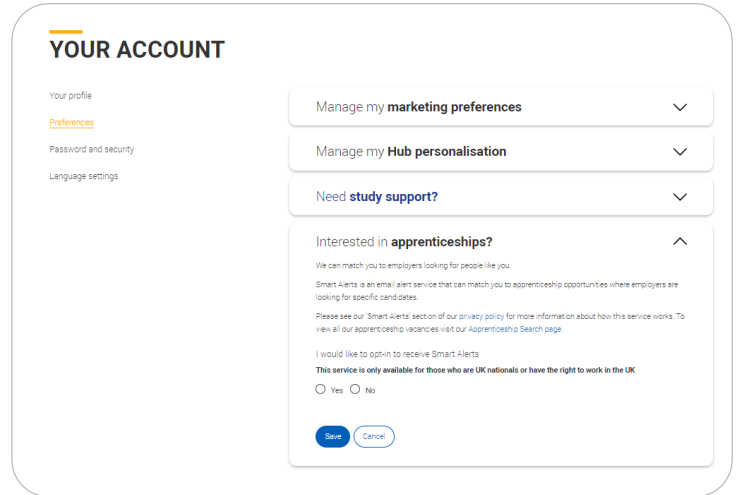 YOUR ACCOUNT
Your profile
Preferences
Password and security
Language settings
Manage my marketing preferences
Manage my Hub personalisation
Need study support?
Interested in apprenticeships?
We can match you to employers looking for people like you.
Smart Alerts is an email alert service that can match you to apprenticeship opportunities where employers are
looking for specific candidates.
Please see our 'Smart Alerts' section of our privacy policy for more information about how this service works. To
view all our apprenticeship vacancies visit our Apprenticeship Search page.
I would like to opt-in to receive Smart Alerts
This service is only available for those who are UK nationals or have the right to work in the UK
Yes No
Save Cancel